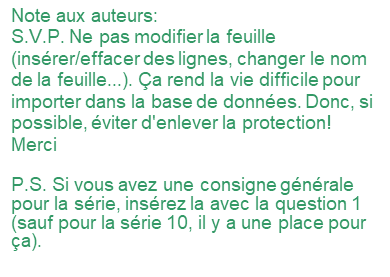 Note aux auteurs:
S.V.P. Ne pas modifier la feuille
(insérer/effacer des lignes, changer le nom
de la feuille...). Ça rend la vie difficile pour
importer dans la base de données. Donc, si
possible, éviter d'enlever la protection!
Merci

P.S. Si vous avez une consigne générale
pour la série, insérez la avec la question 1
(sauf pour la série 10, il y a une place pour
ça).